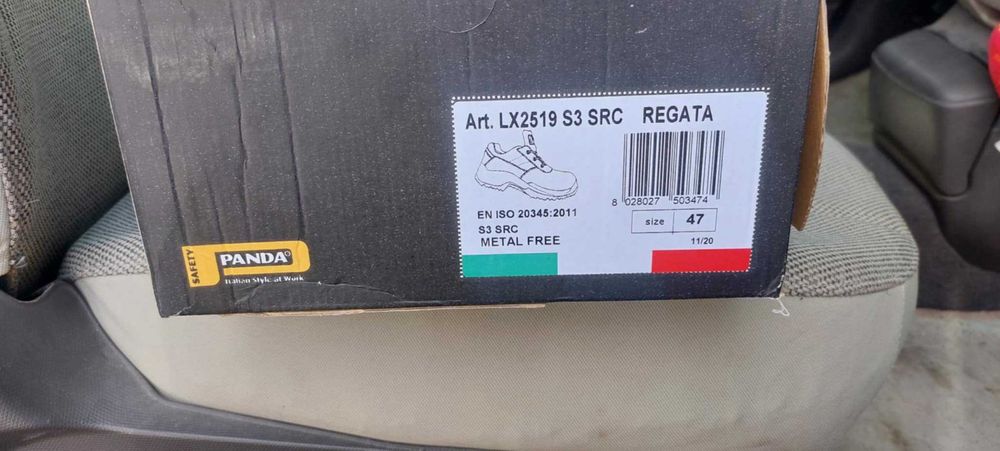 Art. LX2519 S3 SRC REGATA
8 028027 503474
EN ISO 20345:2011
S3 SRC
METAL FREE
size 47
11/20
SAFETY
PANDA®
Italian Style at Work